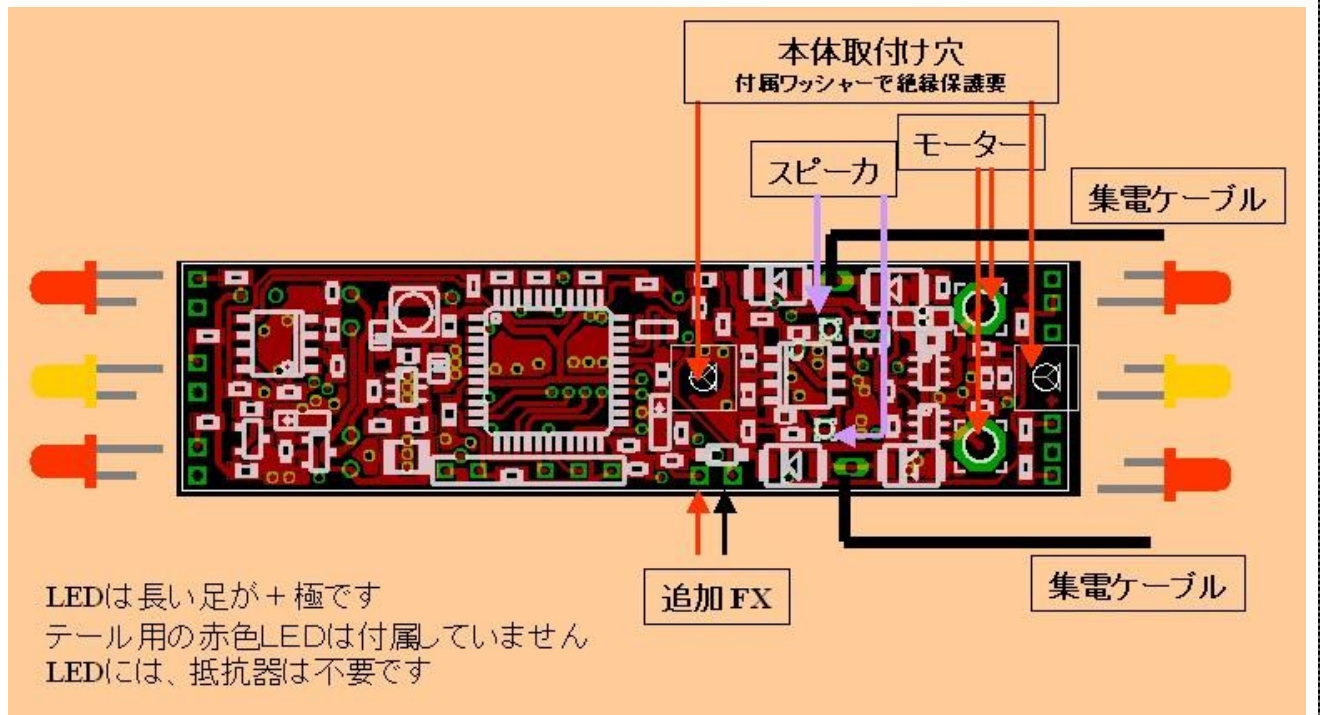 本体取付け穴
付属ワッシャーで絶縁保護要
モーター
スピーカ
集電ケーブル
集電ケーブル
追加 FX
LEDは長い足が＋極です
テール用の赤色LEDは付属していません
LEDには、抵抗器は不要です